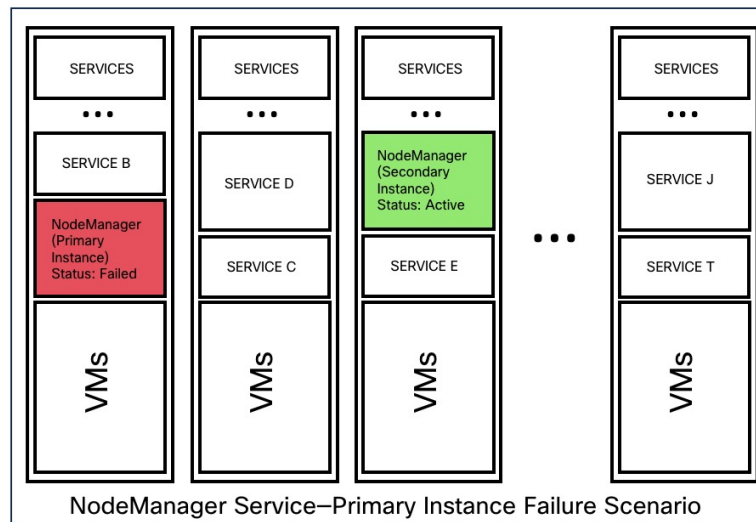 SERVICES
...
SERVICE B
NodeManager
(Primary
Instance)
Status: Failed
VMs
SERVICES
...
SERVICE D
SERVICE C
VMs
SERVICES
...
NodeManager
(Secondary
Instance)
Status: Active
SERVICE E
VMs
...
SERVICES
...
SERVICE J
SERVICE T
VMs
NodeManager Service—Primary Instance Failure Scenario